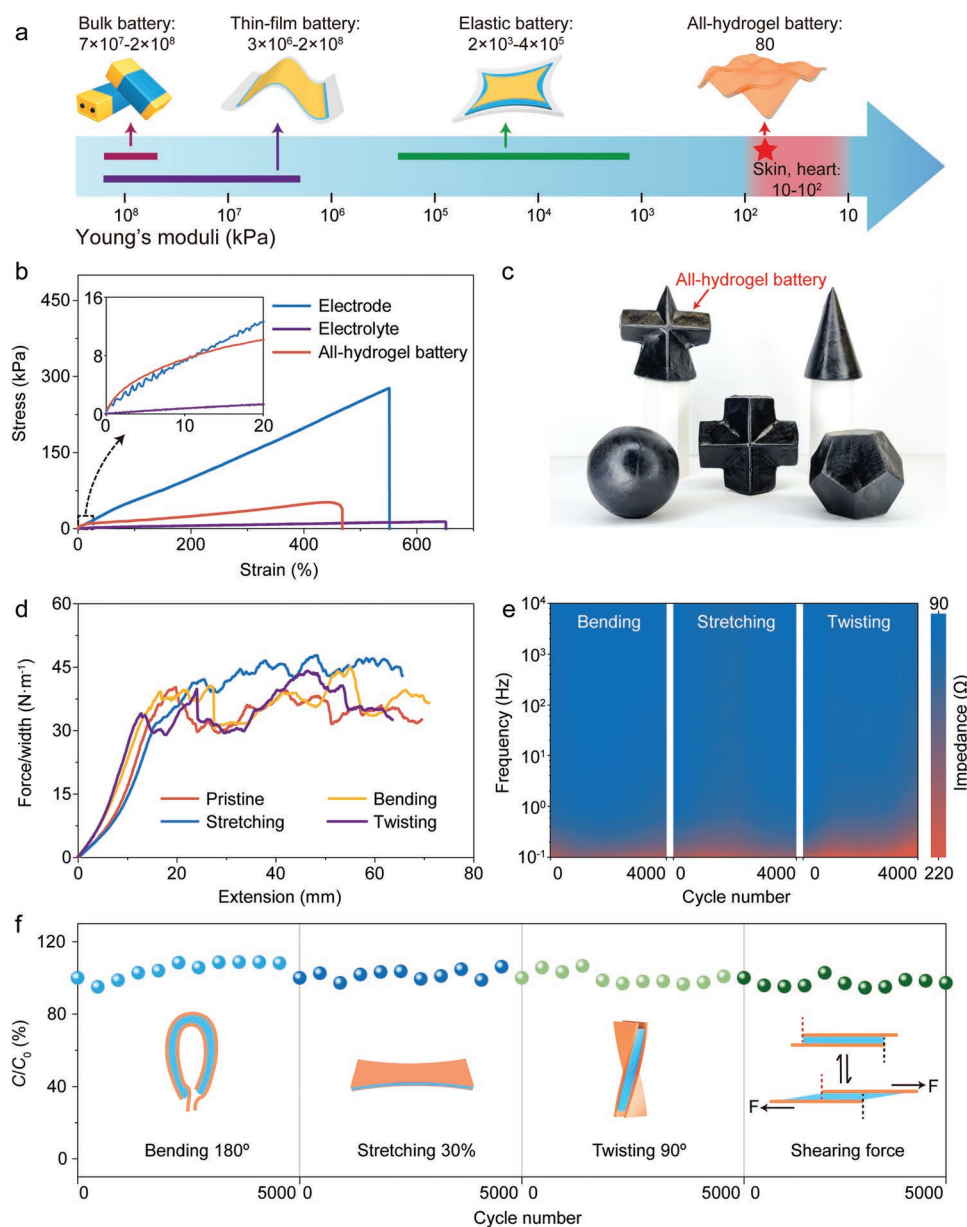 a
Bulk battery:
7×10⁷-2×10⁸
Thin-film battery:
3×10⁶-2×10⁸
Elastic battery:
2×10³-4×10⁵
All-hydrogel battery:
80
Skin, heart:
10-10²
10⁸ 10⁷ 10⁶ 10⁵ 10⁴ 10³ 10² 10
Young's moduli (kPa)
b
Stress (kPa)
450
300
150
0
0 200 400 600
Strain (%)
16
8
0
0 10 20
Electrode
Electrolyte
All-hydrogel battery
c
All-hydrogel battery
d
Force/width (N·m⁻¹)
60
45
30
15
0
0 20 40 60 80
Extension (mm)
Pristine
Stretching
Bending
Twisting
e
Frequency (Hz)
10⁴
10³
10²
10¹
10⁰
10⁻¹
Bending
Stretching
Twisting
0 4000 0 4000 0 4000
Cycle number
90
Impedance (Ω)
220
f
C/C₀ (%)
120
80
40
0
Bending 180º
Stretching 30%
Twisting 90º
F
F
Shearing force
0 5000 0 5000 0 5000 0 5000
Cycle number